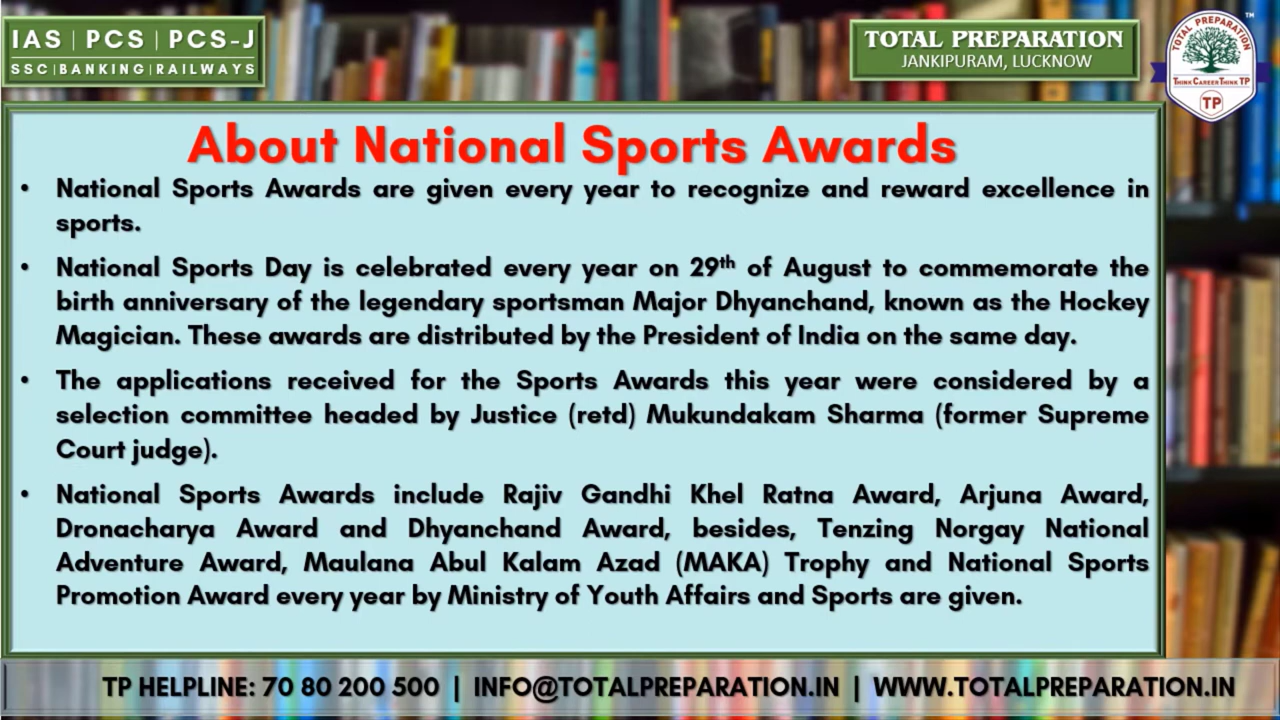 IAS | PCS | PCS-J
SSC|BANKING|RAILWAYS
TOTAL PREPARATION
JANKIPURAM, LUCKNOW
TOTAL PREPARATION
TM
THINK CAREER THINK TP
TP
About National Sports Awards
• National Sports Awards are given every year to recognize and reward excellence in
sports.
• National Sports Day is celebrated every year on 29th of August to commemorate the
birth anniversary of the legendary sportsman Major Dhyanchand, known as the Hockey
Magician. These awards are distributed by the President of India on the same day.
• The applications received for the Sports Awards this year were considered by a
selection committee headed by Justice (retd) Mukundakam Sharma (former Supreme
Court judge).
• National Sports Awards include Rajiv Gandhi Khel Ratna Award, Arjuna Award,
Dronacharya Award and Dhyanchand Award, besides, Tenzing Norgay National
Adventure Award, Maulana Abul Kalam Azad (MAKA) Trophy and National Sports
Promotion Award every year by Ministry of Youth Affairs and Sports are given.
TP HELPLINE: 70 80 200 500 | INFO@TOTALPREPARATION.IN | WWW.TOTALPREPARATION.IN